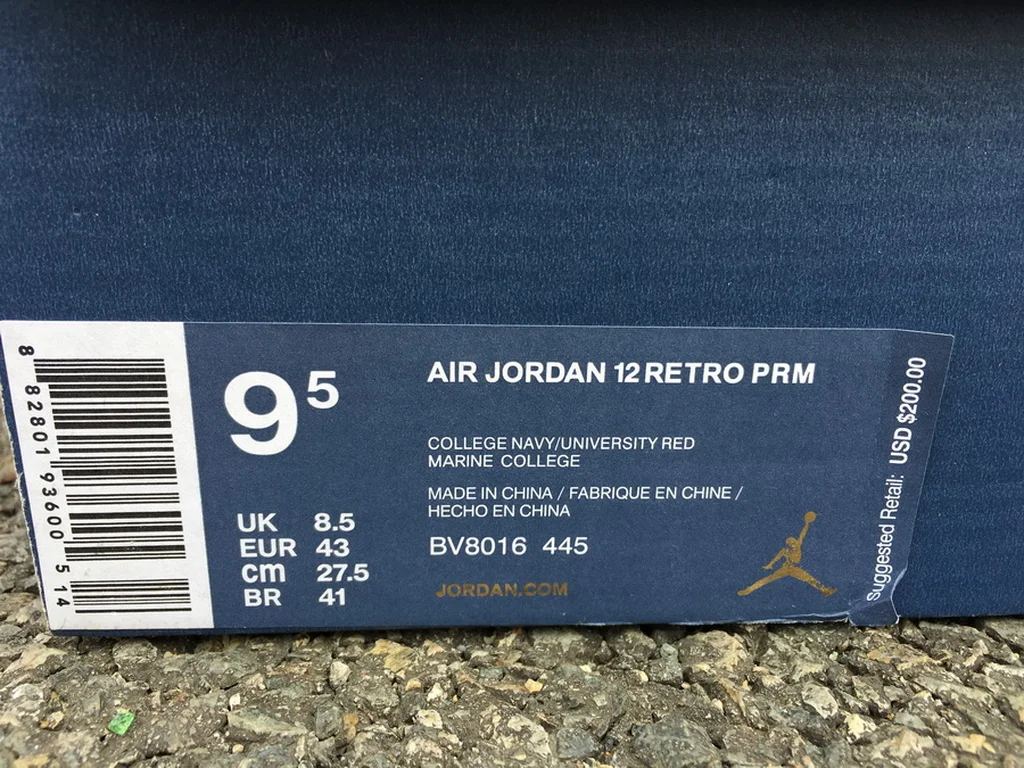 8 82801 93600 5 14
9 5
UK 8.5
EUR 43
cm 27.5
BR 41
AIR JORDAN 12 RETRO PRM
COLLEGE NAVY/UNIVERSITY RED
MARINE COLLEGE
MADE IN CHINA / FABRIQUE EN CHINE /
HECHO EN CHINA
BV8016 445
JORDAN.COM
Suggested Retail: USD $200.00